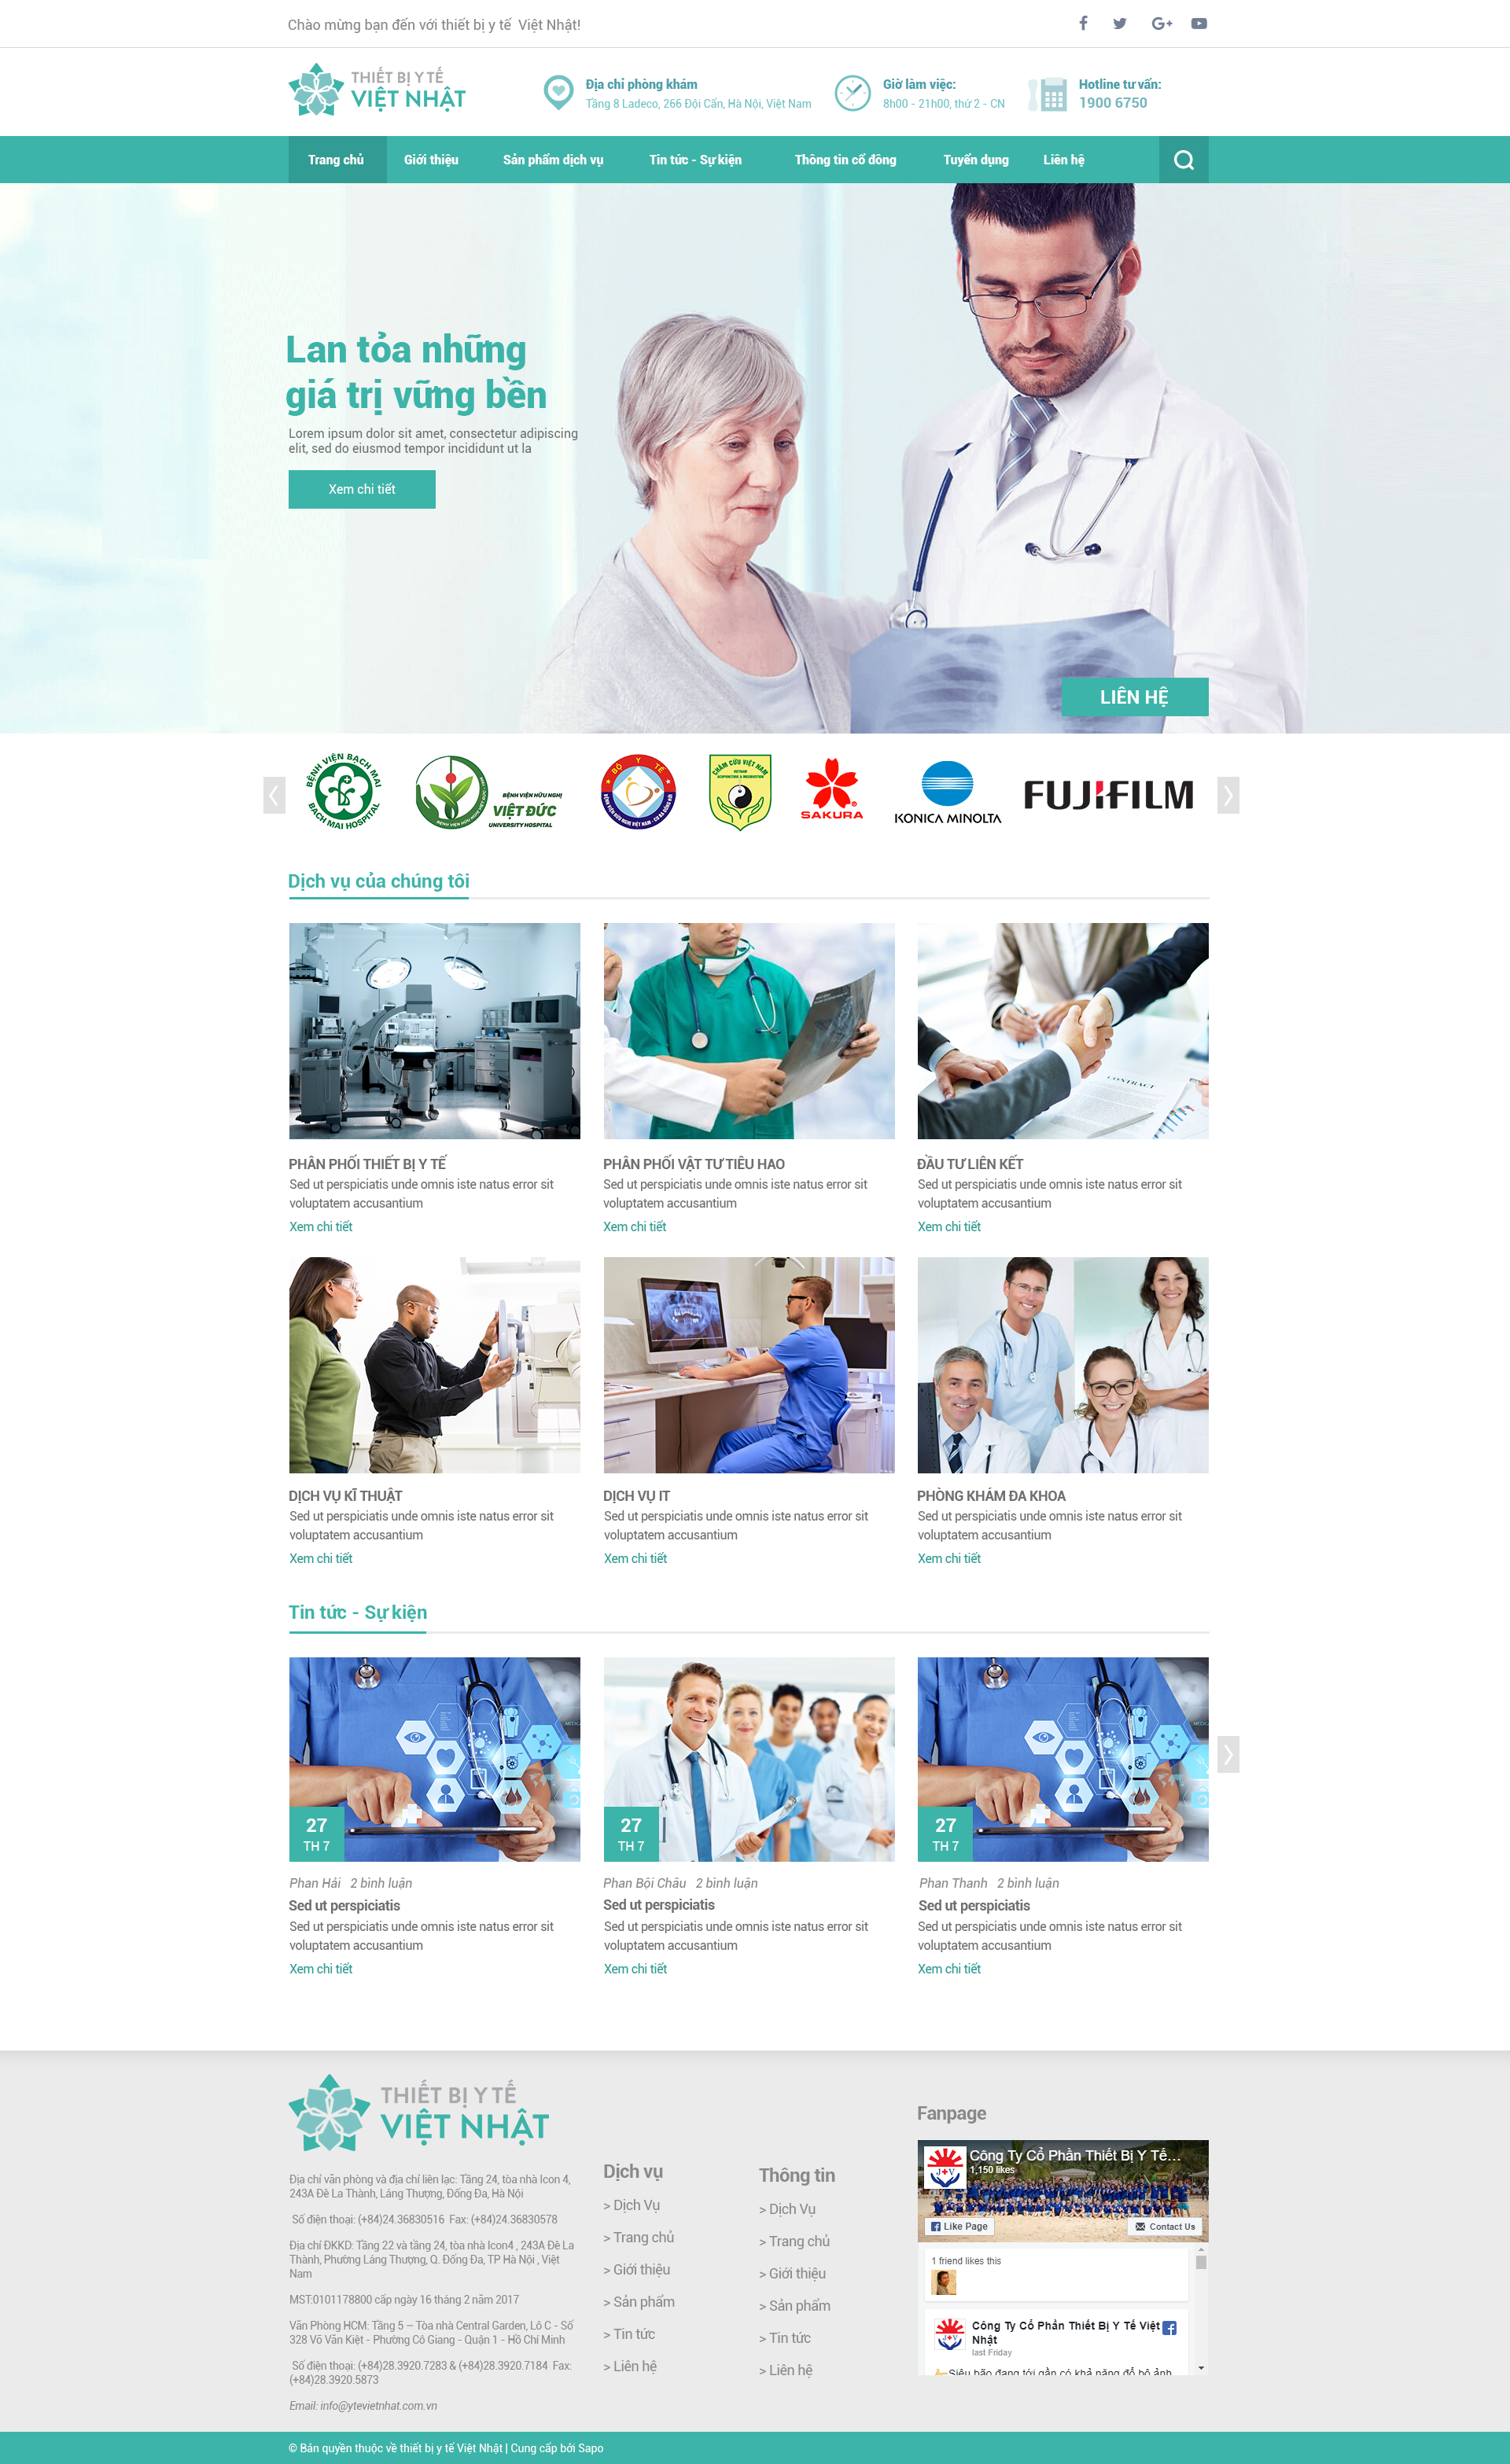 Chào mừng bạn đến với thiết bị y tế Việt Nhật!
THIẾT BỊ Y TẾ
VIỆT NHẬT
Địa chỉ phòng khám
Tầng 8 Ladeco, 266 Đội Cấn, Hà Nội, Việt Nam
Giờ làm việc:
8h00 - 21h00, thứ 2 - CN
Hotline tư vấn:
1900 6750
Trang chủ Giới thiệu Sản phẩm dịch vụ Tin tức - Sự kiện Thông tin cổ đông Tuyển dụng Liên hệ
Lan tỏa những
giá trị vững bền
Lorem ipsum dolor sit amet, consectetur adipiscing
elit, sed do eiusmod tempor incididunt ut la
Xem chi tiết
LIÊN HỆ
BỆNH VIỆN BẠCH MAI
BACH MAI HOSPITAL
BỆNH VIỆN HỮU NGHỊ
VIỆT ĐỨC
UNIVERSITY HOSPITAL
BỘ Y TẾ
CHÂM CỨU VIỆT NAM
SAKURA
KONICA MINOLTA
FUJIFILM
Dịch vụ của chúng tôi
CONTRACT
PHÂN PHỐI THIẾT BỊ Y TẾ
Sed ut perspiciatis unde omnis iste natus error sit
voluptatem accusantium
Xem chi tiết
PHÂN PHỐI VẬT TƯ TIÊU HAO
Sed ut perspiciatis unde omnis iste natus error sit
voluptatem accusantium
Xem chi tiết
ĐẦU TƯ LIÊN KẾT
Sed ut perspiciatis unde omnis iste natus error sit
voluptatem accusantium
Xem chi tiết
DỊCH VỤ KĨ THUẬT
Sed ut perspiciatis unde omnis iste natus error sit
voluptatem accusantium
Xem chi tiết
DỊCH VỤ IT
Sed ut perspiciatis unde omnis iste natus error sit
voluptatem accusantium
Xem chi tiết
PHÒNG KHÁM ĐA KHOA
Sed ut perspiciatis unde omnis iste natus error sit
voluptatem accusantium
Xem chi tiết
Tin tức - Sự kiện
27
TH 7
Phan Hải 2 bình luận
Sed ut perspiciatis
Sed ut perspiciatis unde omnis iste natus error sit
voluptatem accusantium
Xem chi tiết
27
TH 7
Phan Bội Châu 2 bình luận
Sed ut perspiciatis
Sed ut perspiciatis unde omnis iste natus error sit
voluptatem accusantium
Xem chi tiết
27
TH 7
Phan Thanh 2 bình luận
Sed ut perspiciatis
Sed ut perspiciatis unde omnis iste natus error sit
voluptatem accusantium
Xem chi tiết
THIẾT BỊ Y TẾ
VIỆT NHẬT
Địa chỉ văn phòng và địa chỉ liên lạc: Tầng 24, tòa nhà Icon 4,
243A Đê La Thành, Láng Thượng, Đống Đa, Hà Nội
Số điện thoại: (+84)24.36830516 Fax: (+84)24.36830578
Địa chỉ ĐKKD: Tầng 22 và tầng 24, tòa nhà Icon4 , 243A Đê La
Thành, Phường Láng Thượng, Q. Đống Đa, TP Hà Nội , Việt
Nam
MST:0101178800 cấp ngày 16 tháng 2 năm 2017
Văn Phòng HCM: Tầng 5 – Tòa nhà Central Garden, Lô C - Số
328 Võ Văn Kiệt - Phường Cô Giang - Quận 1 - Hồ Chí Minh
Số điện thoại: (+84)28.3920.7283 & (+84)28.3920.7184 Fax:
(+84)28.3920.5873
Email: info@ytevietnhat.com.vn
Dịch vụ
> Dịch Vụ
> Trang chủ
> Giới thiệu
> Sản phẩm
> Tin tức
> Liên hệ
Thông tin
> Dịch Vụ
> Trang chủ
> Giới thiệu
> Sản phẩm
> Tin tức
> Liên hệ
Fanpage
Công Ty Cổ Phần Thiết Bị Y Tế...
1,150 likes
J+V
Like Page
Contact Us
1 friend likes this
J+V
Công Ty Cổ Phần Thiết Bị Y Tế Việt
Nhật
last Friday
Siêu bão đang tới gần có khả năng đổ bộ ảnh
© Bản quyền thuộc về thiết bị y tế Việt Nhật | Cung cấp bởi Sapo